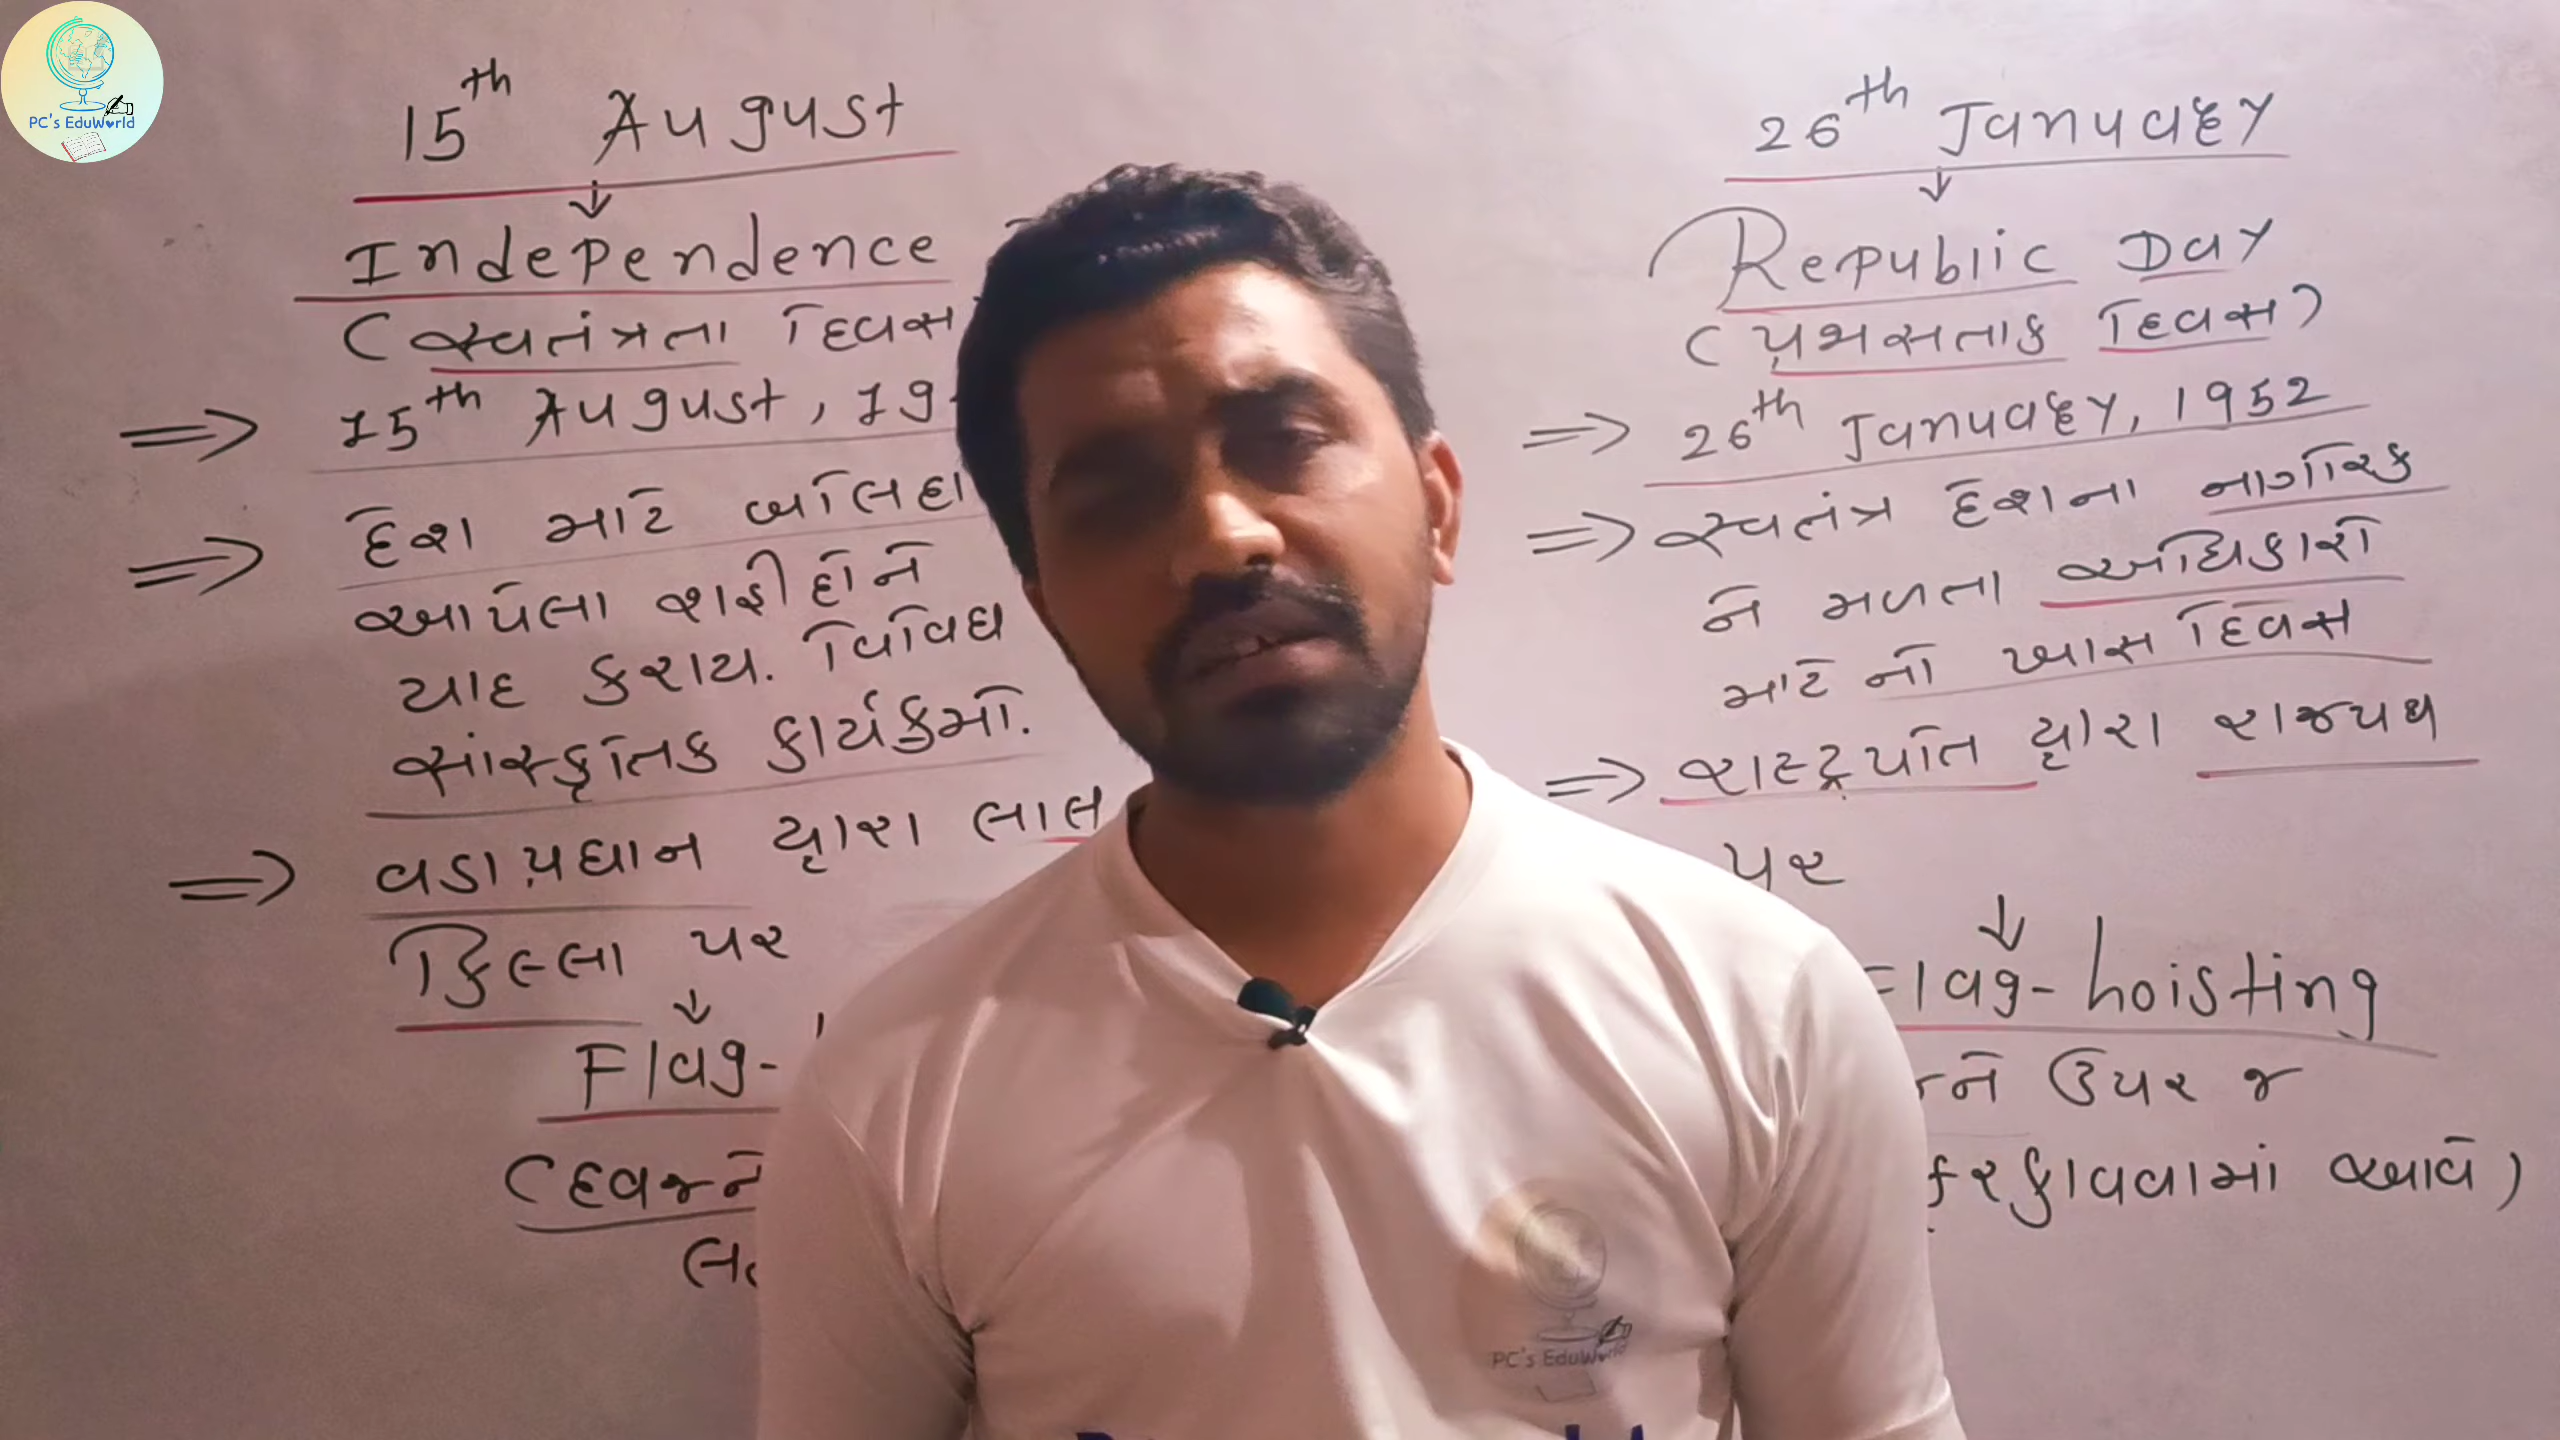 PC's EduWorld
15th August
Independence
(સ્વતંત્રતા દિવસ
⇒ 15th August, 19
⇒ દેશ માટે બલિદા
આપેલા શહીદોને
યાદ કરાય. વિવિધ
સાંસ્કૃતિક કાર્યક્રમો.
⇒ વડાપ્રધાન દ્વારા લાલ
કિલ્લા પર
↓
Flag-
(ધ્વજને
26th January
↓
Republic Day
(પ્રજાસતાક દિવસ)
⇒ 26th January, 1952
⇒ સ્વતંત્ર દેશના નાગરિક
ને મળતા અધિકારો
માટે નો ખાસ દિવસ
⇒ રાષ્ટ્રપતિ દ્વારા રાજપથ
પર
↓
Flag-hoisting
ને ઉપર જ
ફરકાવવામાં આવે)
PC's EduWorld